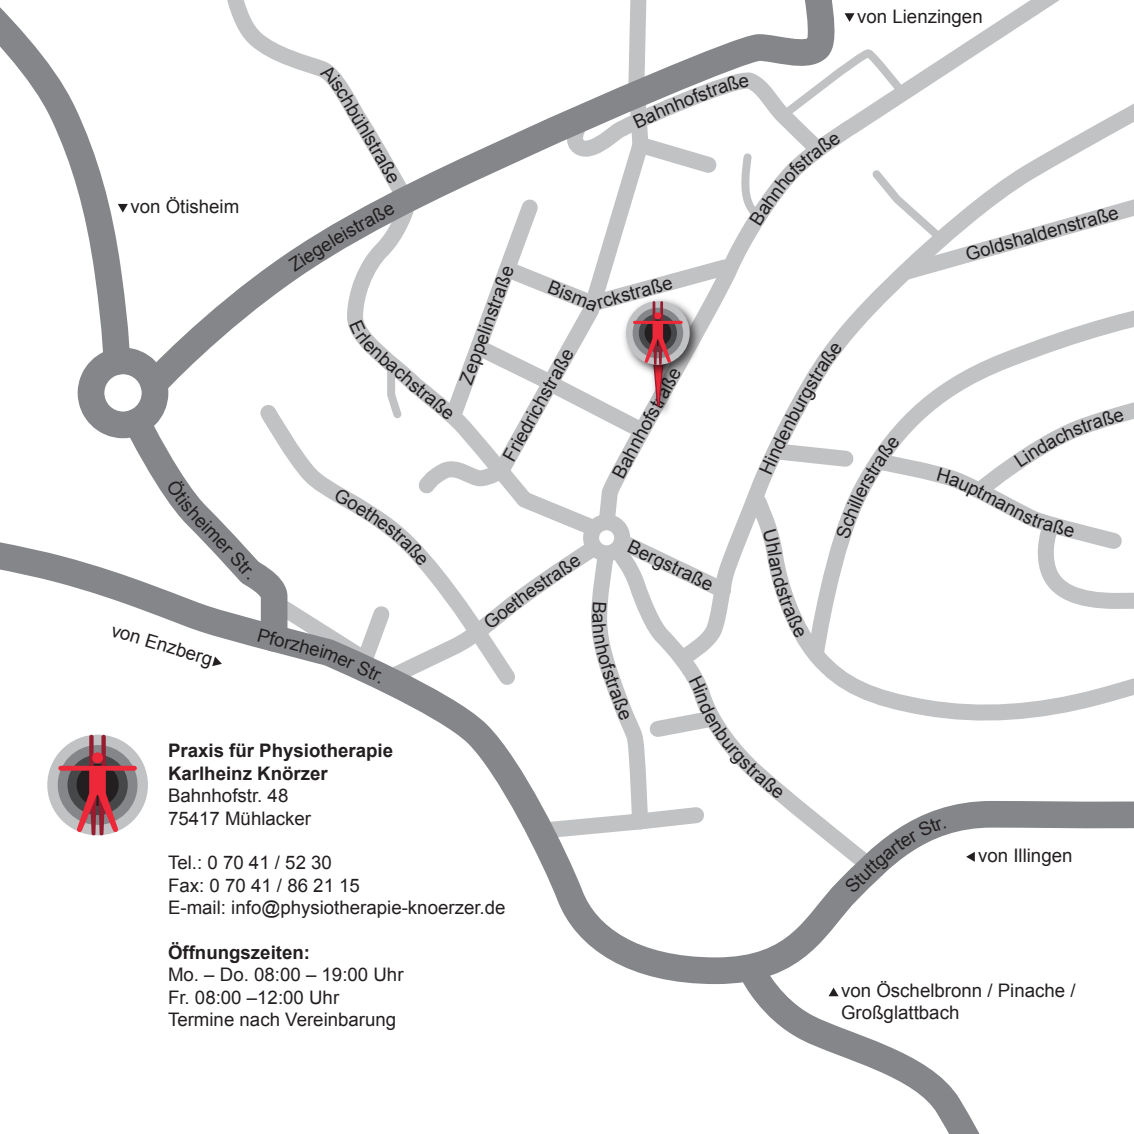 ▼von Lienzingen
Aischbühlstraße
Bahnhofstraße
Bahnhofstraße
▼von Ötisheim
Ziegeleistraße
Goldshaldenstraße
Bismarckstraße
Zeppelinstraße
Erlenbachstraße
Friedrichstraße
Bahnhofstraße
Hindenburgstraße
Schillerstraße
Lindachstraße
Hauptmannstraße
Ötisheimer Str.
Goethestraße
Goethestraße
Bergstraße
Uhlandstraße
Bahnhofstraße
von Enzberg▶
Pforzheimer Str.
Hindenburgstraße
Praxis für Physiotherapie
Karlheinz Knörzer
Bahnhofstr. 48
75417 Mühlacker
Tel.: 0 70 41 / 52 30
Fax: 0 70 41 / 86 21 15
E-mail: info@physiotherapie-knoerzer.de
Öffnungszeiten:
Mo. – Do. 08:00 – 19:00 Uhr
Fr. 08:00 –12:00 Uhr
Termine nach Vereinbarung
Stuttgarter Str.
◀von Illingen
▲von Öschelbronn / Pinache /
Großglattbach